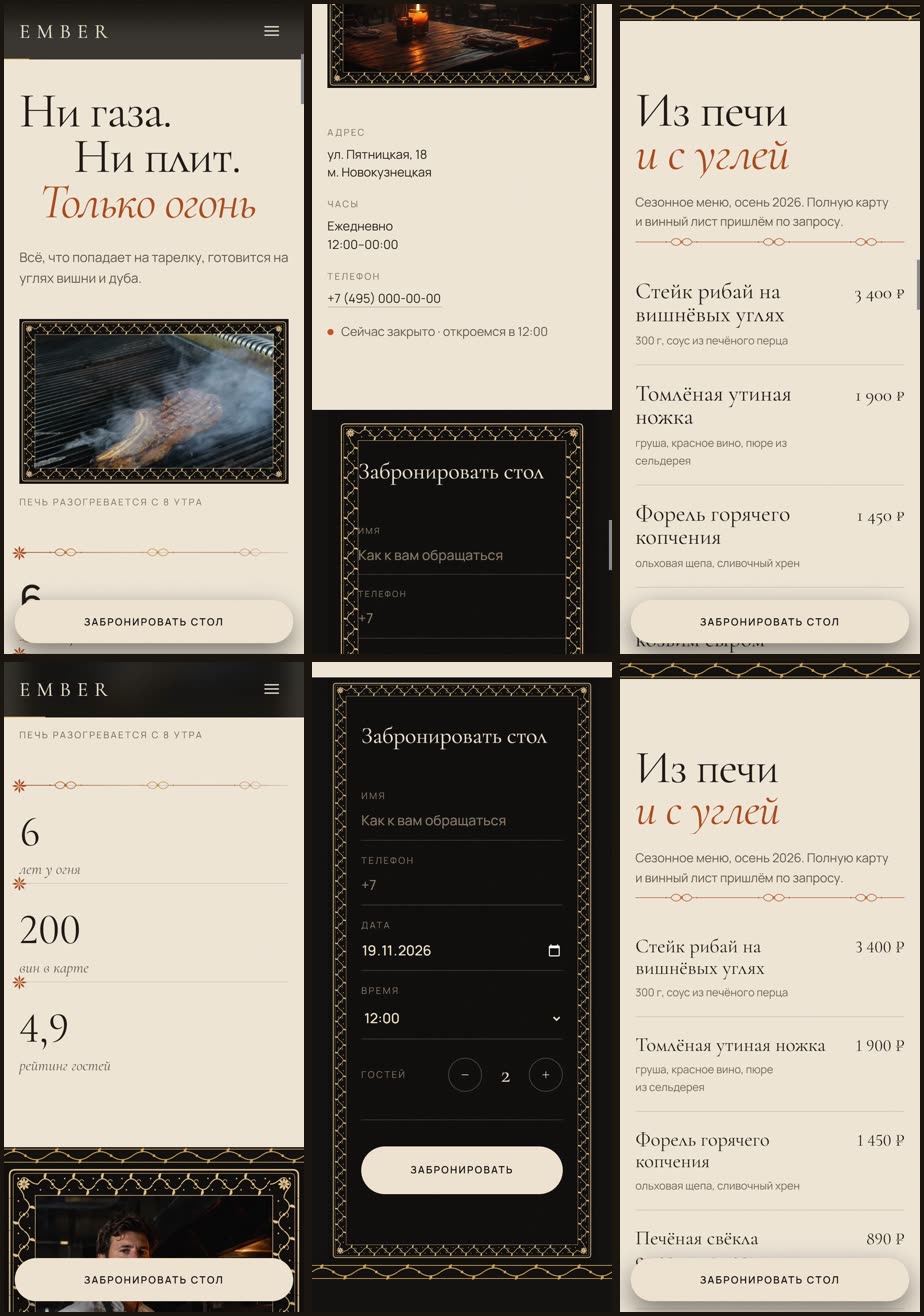 EMBER
Ни газа.
Ни плит.
Только огонь
Всё, что попадает на тарелку, готовится на
углях вишни и дуба.
ПЕЧЬ РАЗОГРЕВАЕТСЯ С 8 УТРА
6
ЗАБРОНИРОВАТЬ СТОЛ
АДРЕС
ул. Пятницкая, 18
м. Новокузнецкая
ЧАСЫ
Ежедневно
12:00–00:00
ТЕЛЕФОН
+7 (495) 000-00-00
Сейчас закрыто · откроемся в 12:00
Забронировать стол
ИМЯ
Как к вам обращаться
ТЕЛЕФОН
+7
Из печи
и с углей
Сезонное меню, осень 2026. Полную карту
и винный лист пришлём по запросу.
Стейк рибай на
вишнёвых углях
3 400 ₽
300 г, соус из печёного перца
Томлёная утиная
ножка
1 900 ₽
груша, красное вино, пюре из
сельдерея
Форель горячего
копчения
1 450 ₽
ольховая щепа, сливочный хрен
козьим сыром
ЗАБРОНИРОВАТЬ СТОЛ
EMBER
ПЕЧЬ РАЗОГРЕВАЕТСЯ С 8 УТРА
6
лет у огня
200
вин в карте
4,9
рейтинг гостей
ЗАБРОНИРОВАТЬ СТОЛ
Забронировать стол
ИМЯ
Как к вам обращаться
ТЕЛЕФОН
+7
ДАТА
19.11.2026
ВРЕМЯ
12:00
ГОСТЕЙ
− 2 +
ЗАБРОНИРОВАТЬ
Из печи
и с углей
Сезонное меню, осень 2026. Полную карту
и винный лист пришлём по запросу.
Стейк рибай на
вишнёвых углях
3 400 ₽
300 г, соус из печёного перца
Томлёная утиная ножка
1 900 ₽
груша, красное вино, пюре
из сельдерея
Форель горячего
копчения
1 450 ₽
ольховая щепа, сливочный хрен
Печёная свёкла
890 ₽
ЗАБРОНИРОВАТЬ СТОЛ